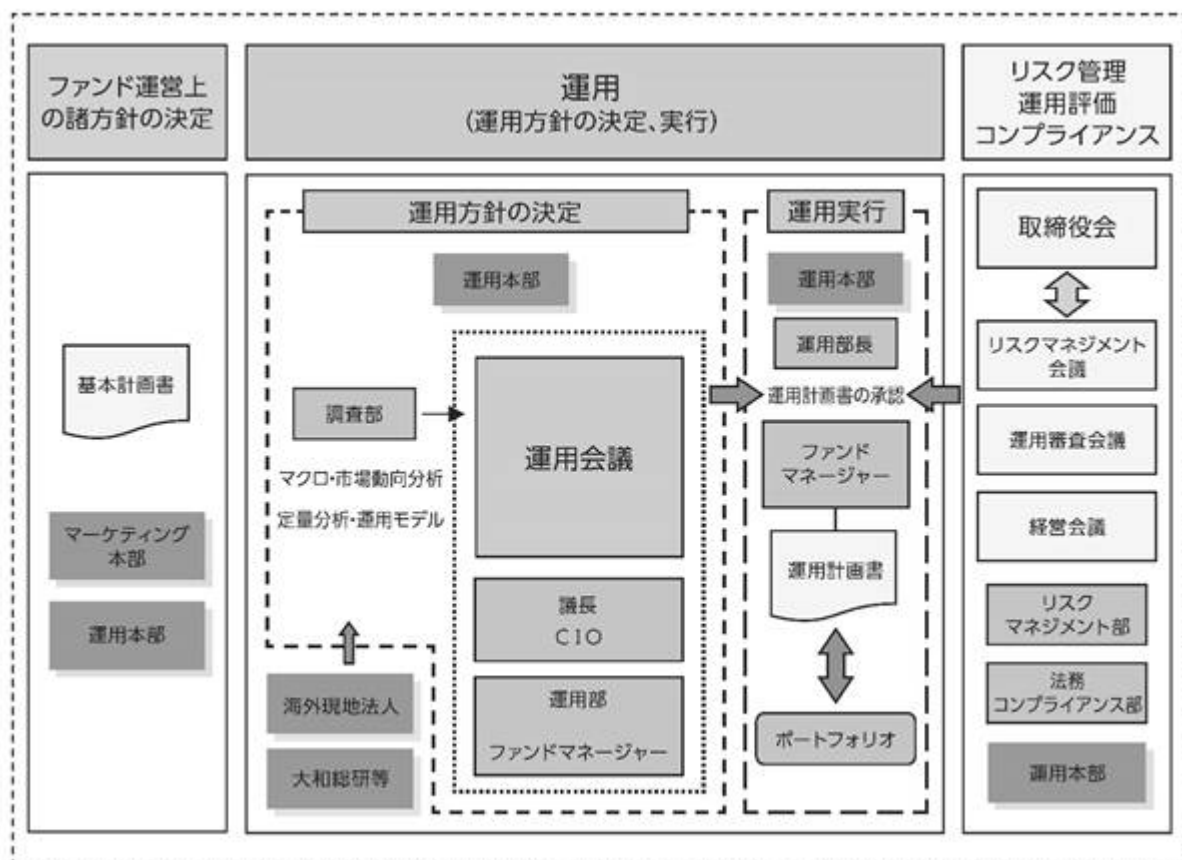 ファンド運営上
の諸方針の決定
運用
(運用方針の決定、実行)
リスク管理
運用評価
コンプライアンス
基本計画書
マーケティング
本部
運用本部
運用方針の決定
運用本部
調査部
マクロ・市場動向分析
定量分析・運用モデル
運用会議
議長
CIO
運用部
ファンドマネージャー
海外現地法人
大和総研等
運用実行
運用本部
運用部長
運用計画書の承認
ファンド
マネージャー
運用計画書
ポートフォリオ
取締役会
リスクマネジメント
会議
運用審査会議
経営会議
リスク
マネジメント部
法務
コンプライアンス部
運用本部